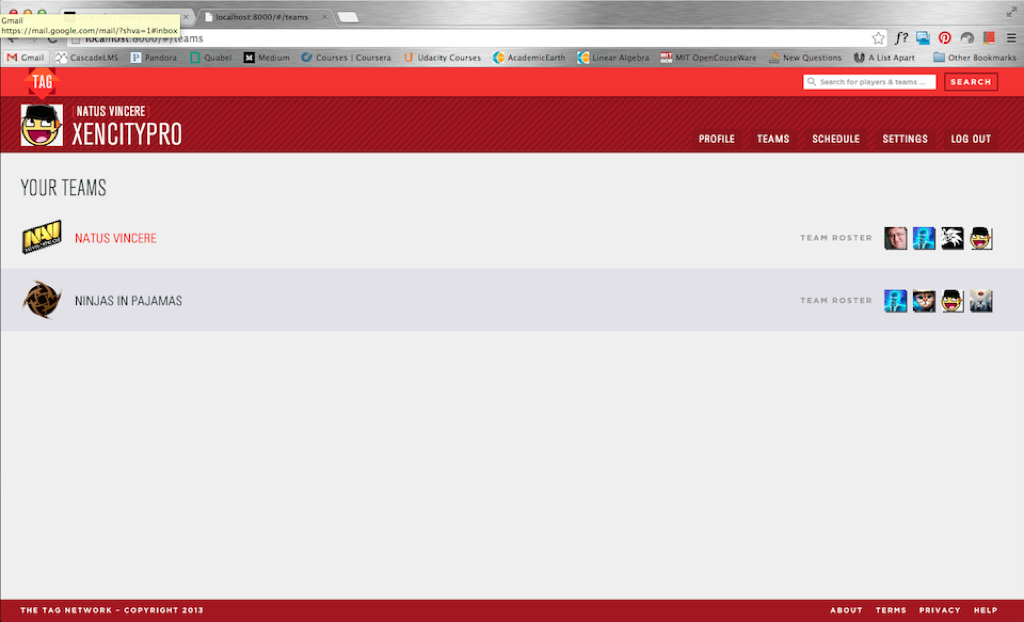 Gmail
https://mail.google.com/mail/?shva=1#inbox
localhost:8000/#/teams
localhost:8000/#/teams
f?
Gmail CascadeLMS Pandora Quabel Medium Courses | Coursera Udacity Courses AcademicEarth Linear Algebra MIT OpenCouseWare New Questions A List Apart Other Bookmarks
TAG
Search for players & teams ...
SEARCH
[ NATUS VINCERE ]
XENCITYPRO
PROFILE TEAMS SCHEDULE SETTINGS LOG OUT
YOUR TEAMS
NAVI
NATUS VINCERE
TEAM ROSTER
NINJAS IN PAJAMAS
TEAM ROSTER
THE TAG NETWORK – COPYRIGHT 2013
ABOUT TERMS PRIVACY HELP